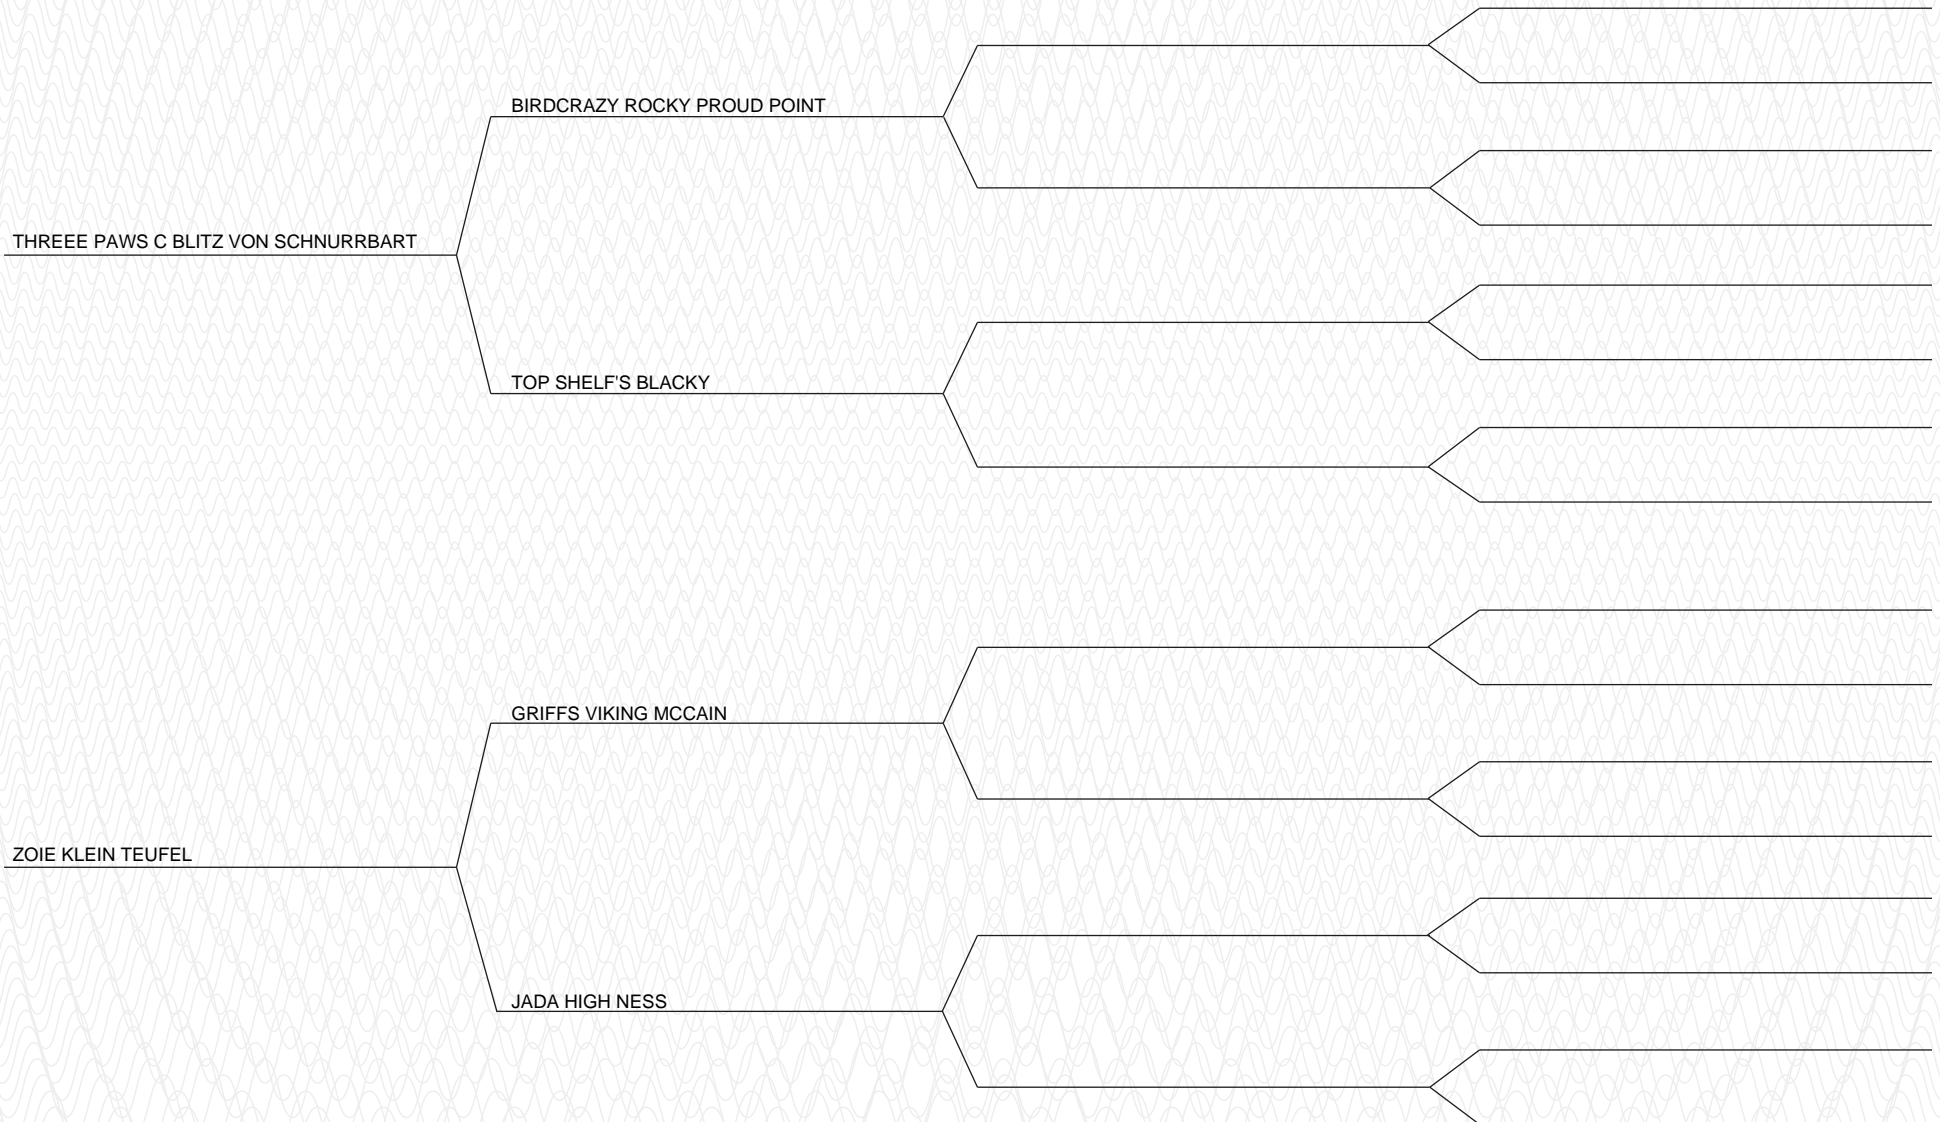 BIRDCRAZY ROCKY PROUD POINT
THREEE PAWS C BLITZ VON SCHNURRBART
TOP SHELF'S BLACKY
GRIFFS VIKING MCCAIN
ZOIE KLEIN TEUFEL
JADA HIGH NESS